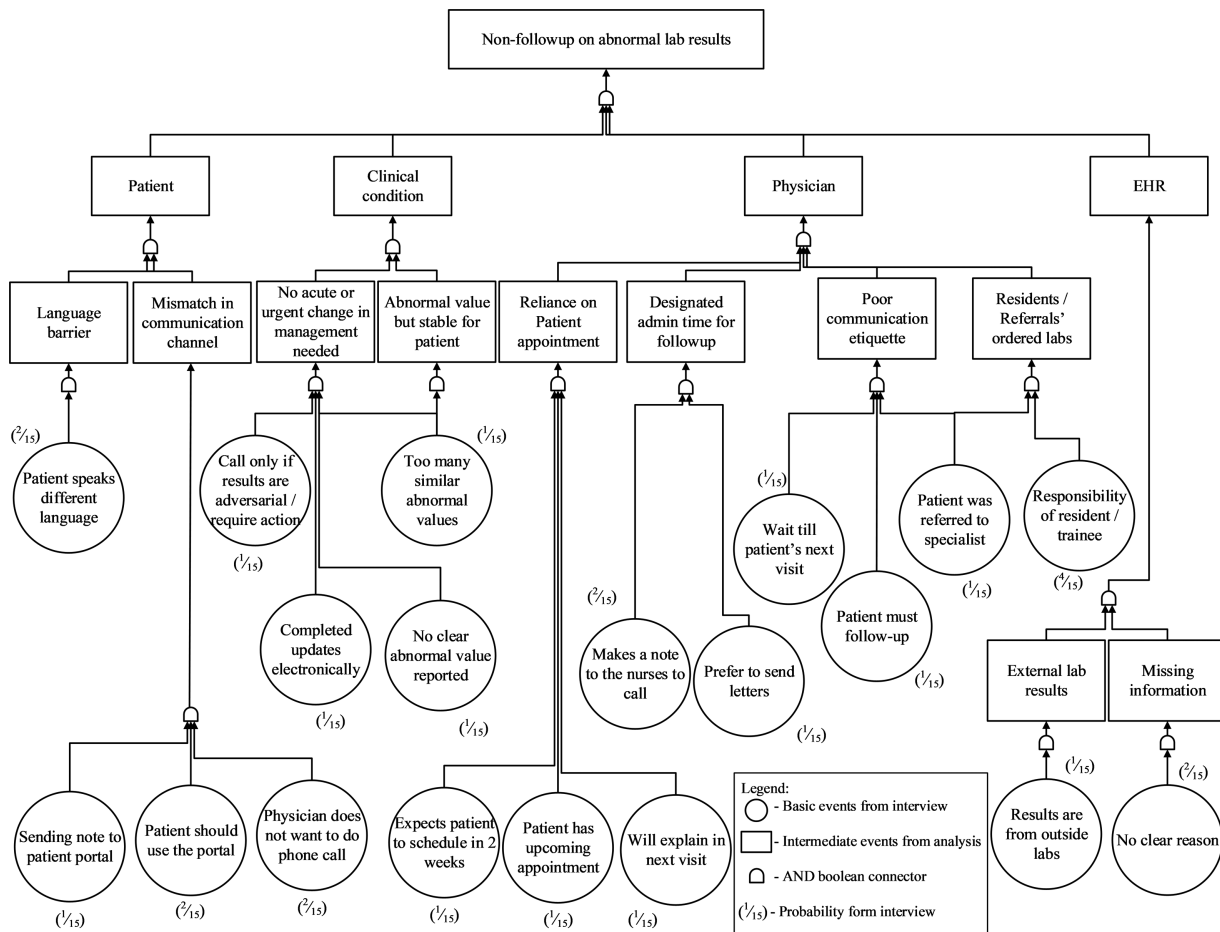 Non-followup on abnormal lab results
Patient
Clinical
condition
Physician
EHR
Language
barrier
Mismatch in
communication
channel
No acute or
urgent change in
management
needed
Abnormal value
but stable for
patient
Reliance on
Patient
appointment
Designated
admin time for
followup
Poor
communication
etiquette
Residents /
Referrals'
ordered labs
(2/15)
Patient speaks
different
language
Call only if
results are
adversarial /
require action
(1/15)
(1/15)
Too many
similar
abnormal
values
(1/15)
Wait till
patient's next
visit
Patient was
referred to
specialist
(1/15)
Responsibility
of resident /
trainee
(4/15)
Completed
updates
electronically
(1/15)
No clear
abnormal value
reported
(1/15)
(2/15)
Makes a note
to the nurses to
call
Prefer to send
letters
(1/15)
Patient must
follow-up
(1/15)
External lab
results
Missing
information
Sending note to
patient portal
(1/15)
Patient should
use the portal
(2/15)
Physician does
not want to do
phone call
(2/15)
Expects patient
to schedule in 2
weeks
(1/15)
Patient has
upcoming
appointment
(1/15)
Will explain in
next visit
(1/15)
(1/15)
Results are
from outside
labs
(2/15)
No clear reason
Legend:
- Basic events from interview
- Intermediate events from analysis
- AND boolean connector
(1/15) - Probability form interview